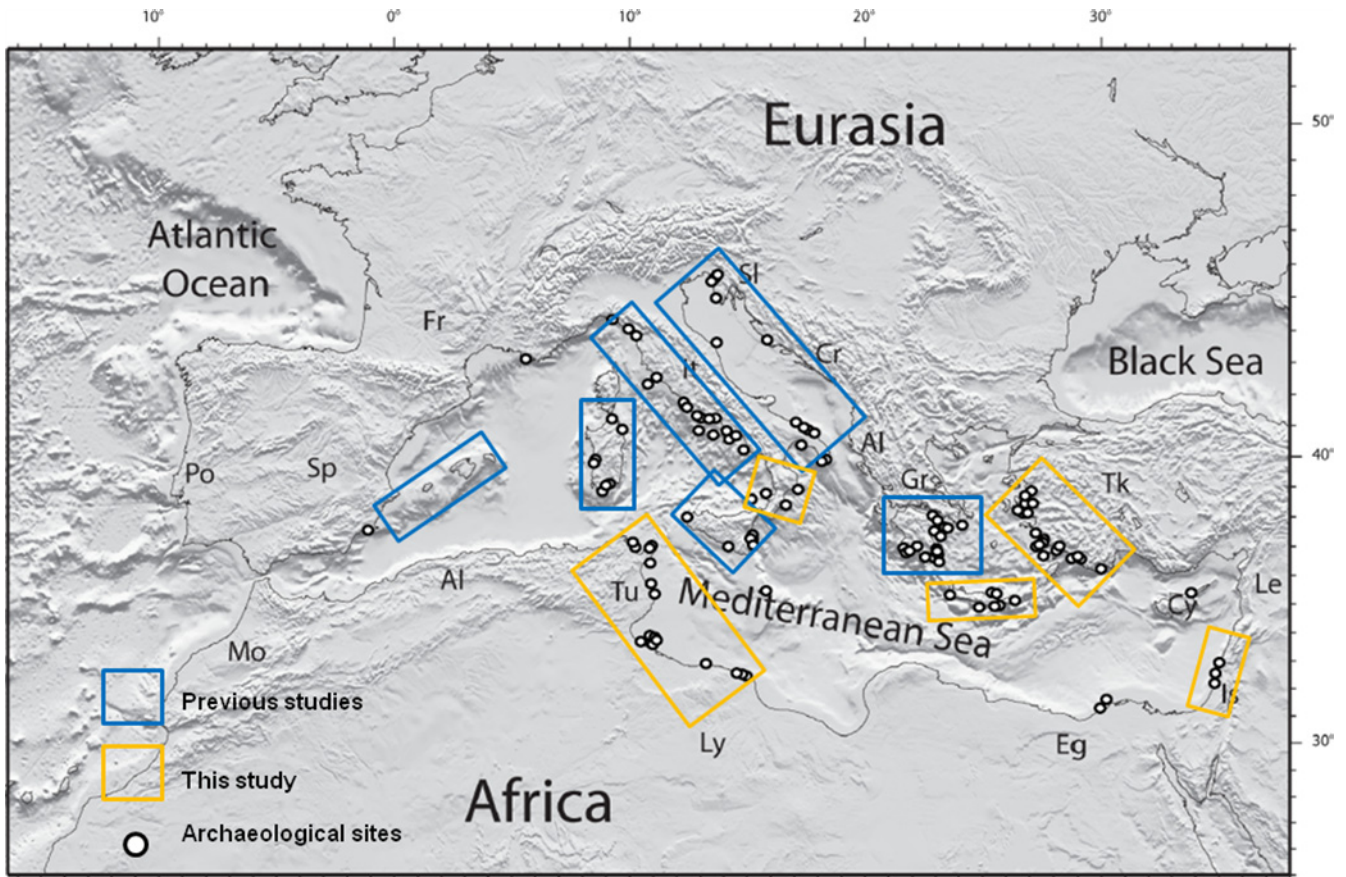 10° 0° 10° 20° 30°
50°
Eurasia
Atlantic
Ocean
Sl
Fr
Cr
Black Sea
It
40°
Al
Po
Sp
Gr
Tk
Al
Tu
Mediterranean Sea
Cy
Le
Mo
Is
Previous studies
30°
Ly
Eg
This study
Africa
Archaeological sites